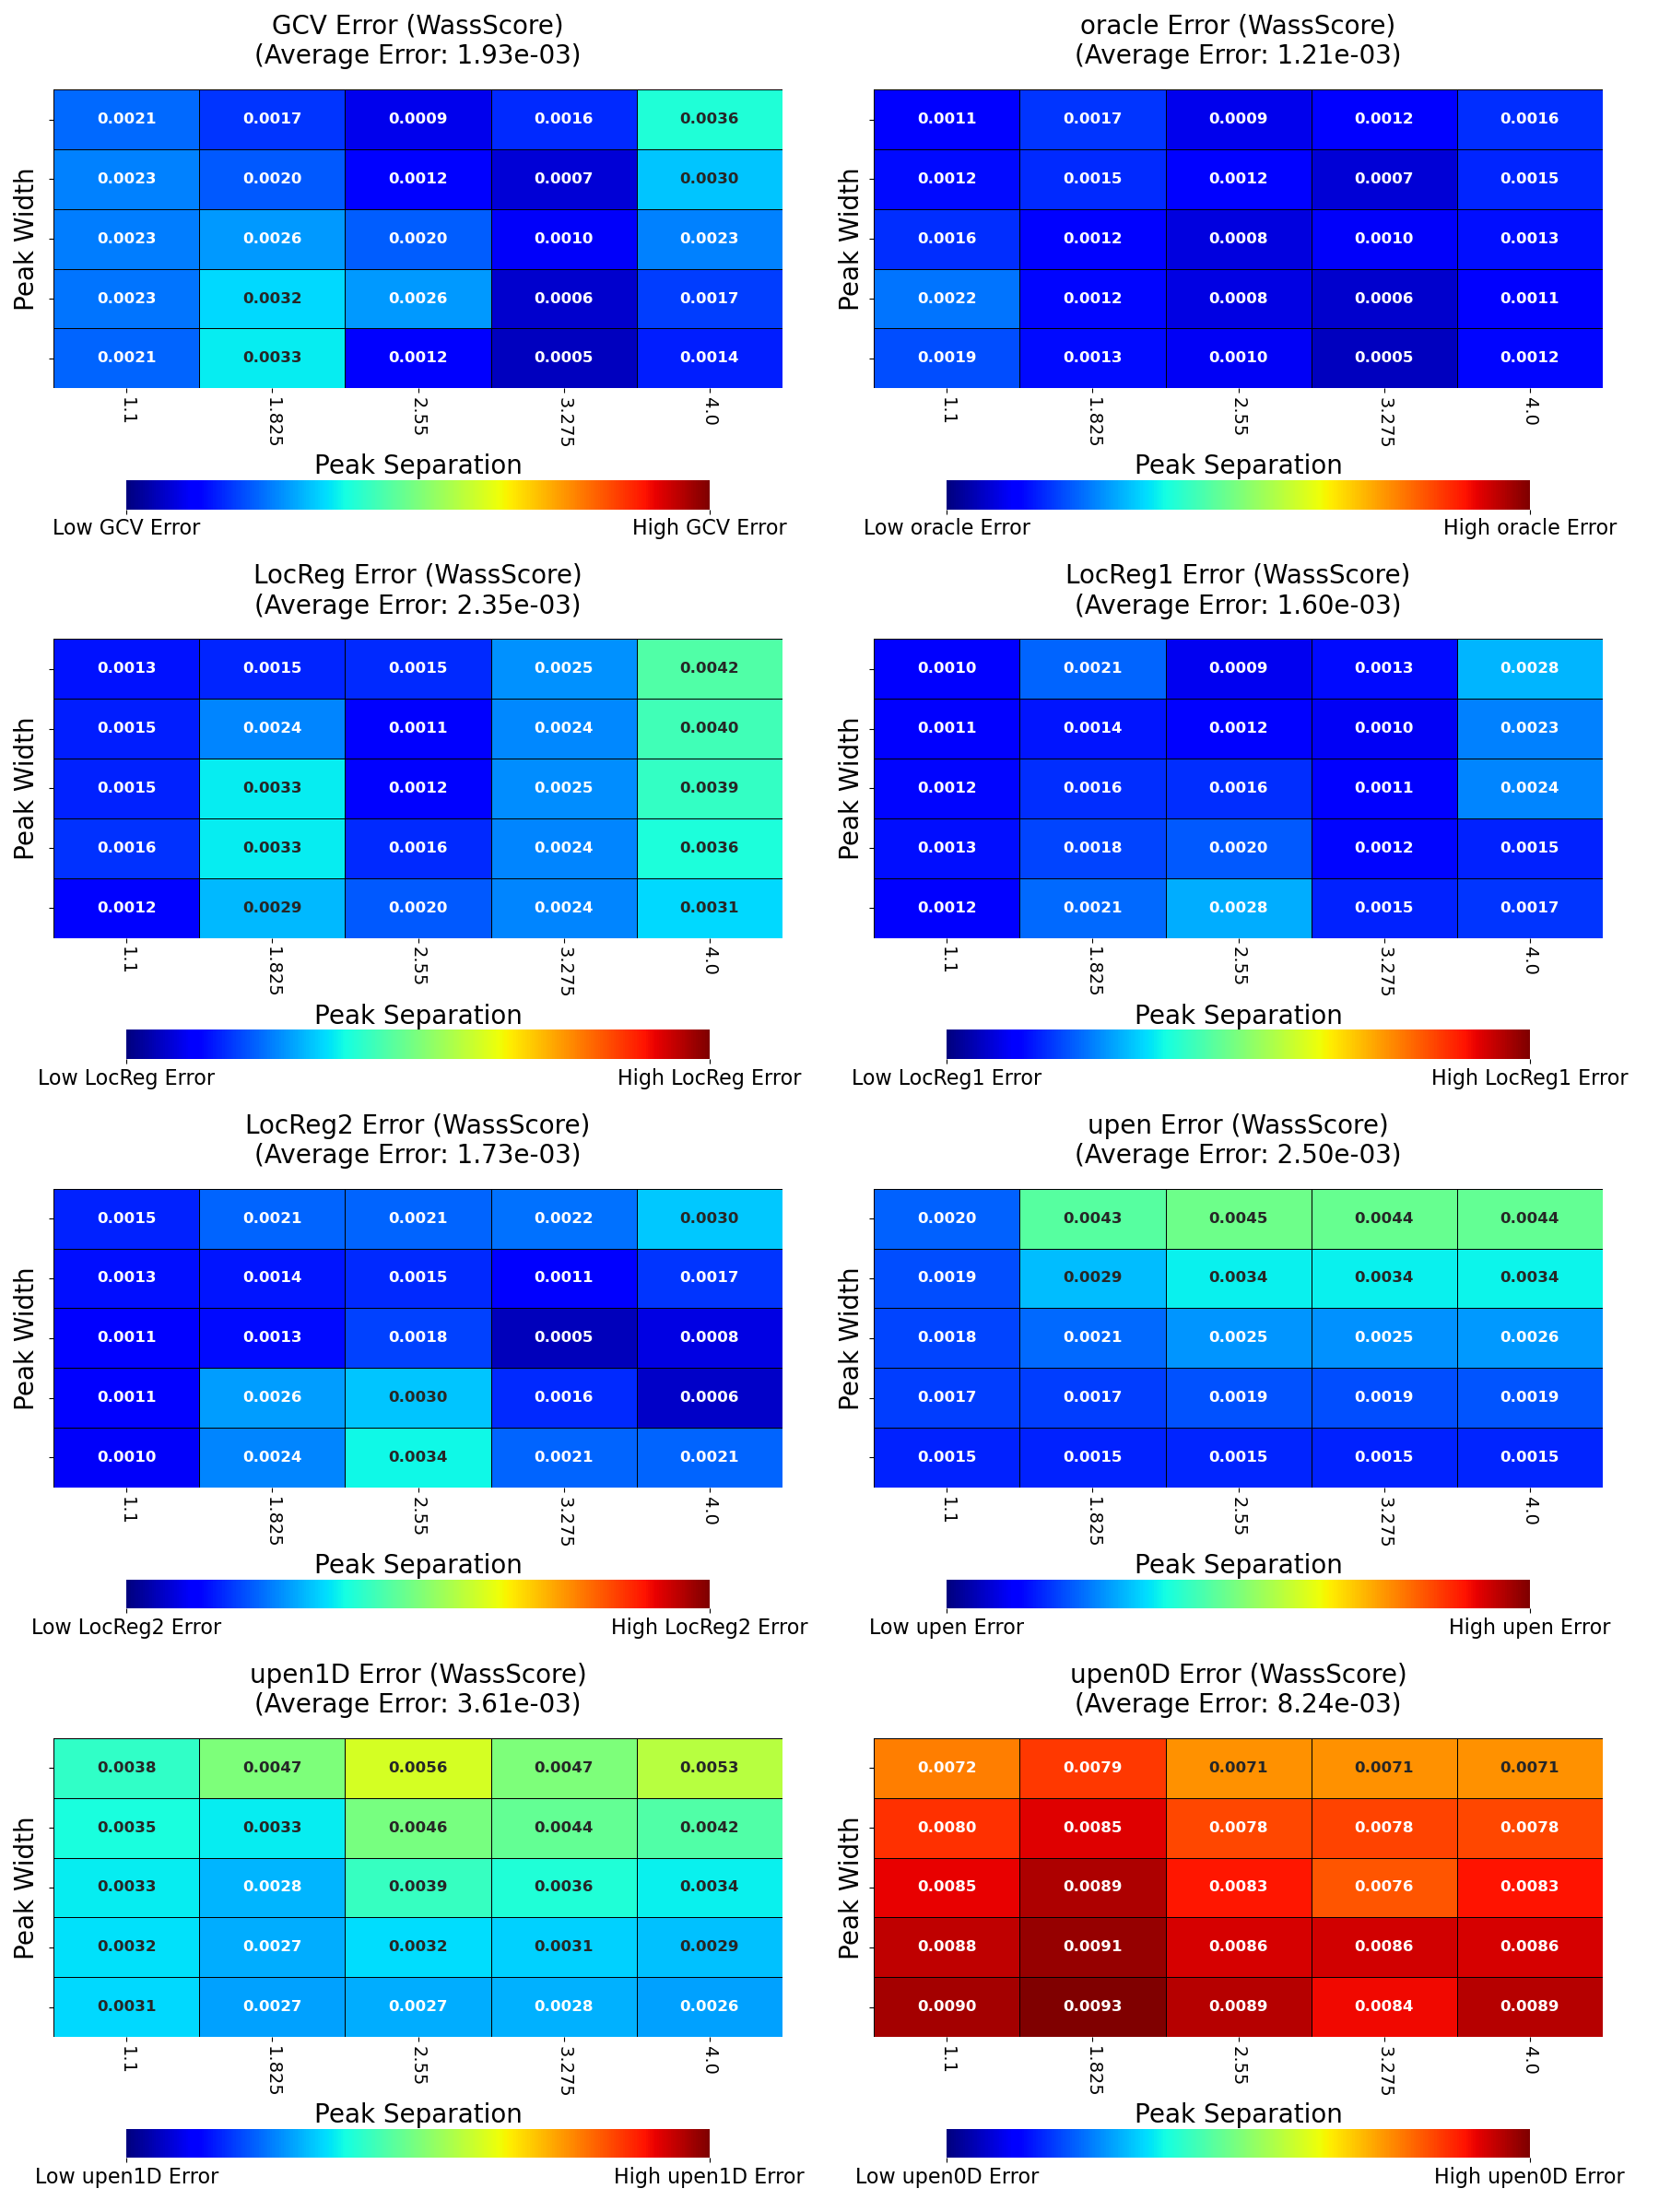 GCV Error (WassScore)
(Average Error: 1.93e-03)
Peak Width
0.0021 0.0017 0.0009 0.0016 0.0036
0.0023 0.0020 0.0012 0.0007 0.0030
0.0023 0.0026 0.0020 0.0010 0.0023
0.0023 0.0032 0.0026 0.0006 0.0017
0.0021 0.0033 0.0012 0.0005 0.0014
1.1 1.825 2.55 3.275 4.0
Peak Separation
Low GCV Error High GCV Error
oracle Error (WassScore)
(Average Error: 1.21e-03)
Peak Width
0.0011 0.0017 0.0009 0.0012 0.0016
0.0012 0.0015 0.0012 0.0007 0.0015
0.0016 0.0012 0.0008 0.0010 0.0013
0.0022 0.0012 0.0008 0.0006 0.0011
0.0019 0.0013 0.0010 0.0005 0.0012
1.1 1.825 2.55 3.275 4.0
Peak Separation
Low oracle Error High oracle Error
LocReg Error (WassScore)
(Average Error: 2.35e-03)
Peak Width
0.0013 0.0015 0.0015 0.0025 0.0042
0.0015 0.0024 0.0011 0.0024 0.0040
0.0015 0.0033 0.0012 0.0025 0.0039
0.0016 0.0033 0.0016 0.0024 0.0036
0.0012 0.0029 0.0020 0.0024 0.0031
1.1 1.825 2.55 3.275 4.0
Peak Separation
Low LocReg Error High LocReg Error
LocReg1 Error (WassScore)
(Average Error: 1.60e-03)
Peak Width
0.0010 0.0021 0.0009 0.0013 0.0028
0.0011 0.0014 0.0012 0.0010 0.0023
0.0012 0.0016 0.0016 0.0011 0.0024
0.0013 0.0018 0.0020 0.0012 0.0015
0.0012 0.0021 0.0028 0.0015 0.0017
1.1 1.825 2.55 3.275 4.0
Peak Separation
Low LocReg1 Error High LocReg1 Error
LocReg2 Error (WassScore)
(Average Error: 1.73e-03)
Peak Width
0.0015 0.0021 0.0021 0.0022 0.0030
0.0013 0.0014 0.0015 0.0011 0.0017
0.0011 0.0013 0.0018 0.0005 0.0008
0.0011 0.0026 0.0030 0.0016 0.0006
0.0010 0.0024 0.0034 0.0021 0.0021
1.1 1.825 2.55 3.275 4.0
Peak Separation
Low LocReg2 Error High LocReg2 Error
upen Error (WassScore)
(Average Error: 2.50e-03)
Peak Width
0.0020 0.0043 0.0045 0.0044 0.0044
0.0019 0.0029 0.0034 0.0034 0.0034
0.0018 0.0021 0.0025 0.0025 0.0026
0.0017 0.0017 0.0019 0.0019 0.0019
0.0015 0.0015 0.0015 0.0015 0.0015
1.1 1.825 2.55 3.275 4.0
Peak Separation
Low upen Error High upen Error
upen1D Error (WassScore)
(Average Error: 3.61e-03)
Peak Width
0.0038 0.0047 0.0056 0.0047 0.0053
0.0035 0.0033 0.0046 0.0044 0.0042
0.0033 0.0028 0.0039 0.0036 0.0034
0.0032 0.0027 0.0032 0.0031 0.0029
0.0031 0.0027 0.0027 0.0028 0.0026
1.1 1.825 2.55 3.275 4.0
Peak Separation
Low upen1D Error High upen1D Error
upen0D Error (WassScore)
(Average Error: 8.24e-03)
Peak Width
0.0072 0.0079 0.0071 0.0071 0.0071
0.0080 0.0085 0.0078 0.0078 0.0078
0.0085 0.0089 0.0083 0.0076 0.0083
0.0088 0.0091 0.0086 0.0086 0.0086
0.0090 0.0093 0.0089 0.0084 0.0089
1.1 1.825 2.55 3.275 4.0
Peak Separation
Low upen0D Error High upen0D Error